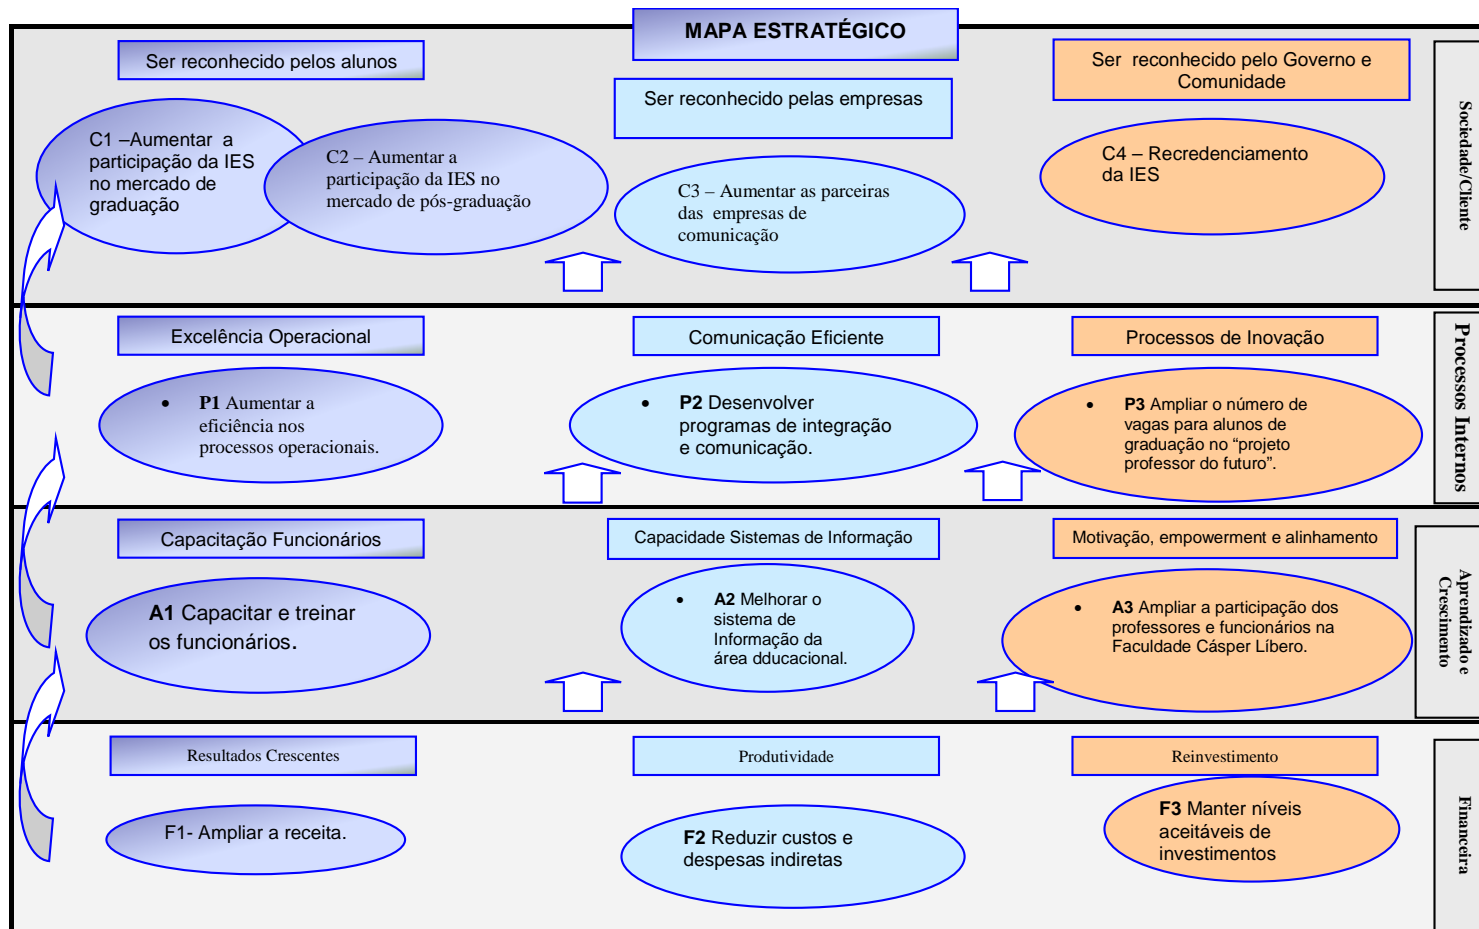 MAPA ESTRATÉGICO
Ser reconhecido pelos alunos
Ser reconhecido pelas empresas
Ser reconhecido pelo Governo e
Comunidade
C1 –Aumentar a
participação da IES
no mercado de
graduação
C2 – Aumentar a
participação da IES no
mercado de pós-graduação
C3 – Aumentar as parceiras
das empresas de
comunicação
C4 – Recredenciamento
da IES
Sociedade/Cliente
Excelência Operacional
Comunicação Eficiente
Processos de Inovação
• P1 Aumentar a
eficiência nos
processos operacionais.
• P2 Desenvolver
programas de integração
e comunicação.
• P3 Ampliar o número de
vagas para alunos de
graduação no “projeto
professor do futuro”.
Processos Internos
Capacitação Funcionários
Capacidade Sistemas de Informação
Motivação, empowerment e alinhamento
A1 Capacitar e treinar
os funcionários.
• A2 Melhorar o
sistema de
Informação da
área dducacional.
• A3 Ampliar a participação dos
professores e funcionários na
Faculdade Cásper Líbero.
Aprendizado e
Crescimento
Resultados Crescentes
Produtividade
Reinvestimento
F1- Ampliar a receita.
F2 Reduzir custos e
despesas indiretas
F3 Manter níveis
aceitáveis de
investimentos
Financeira